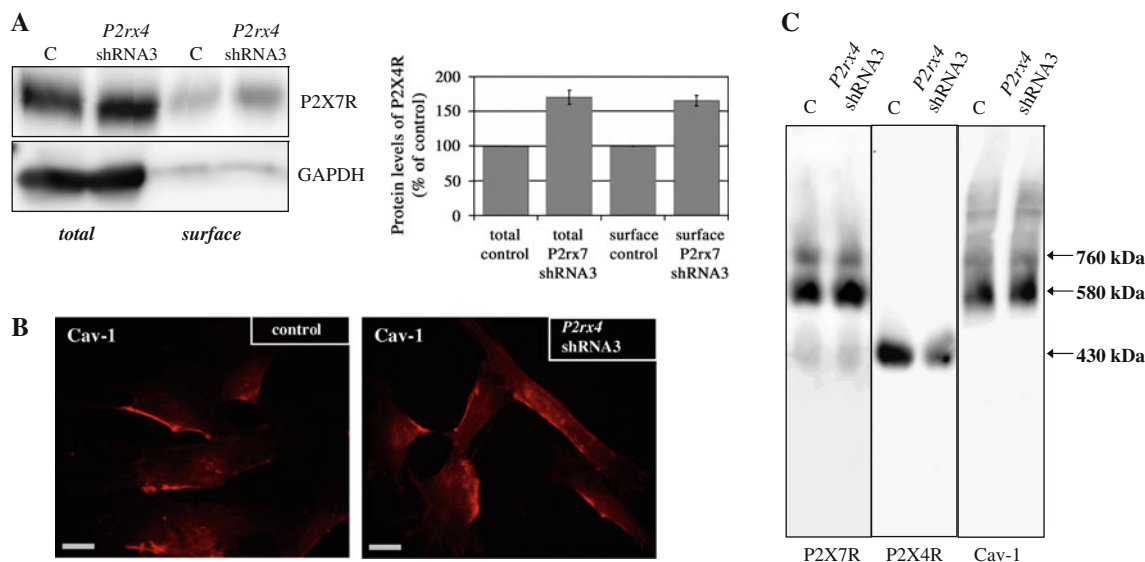 A
P2rx4 P2rx4
C shRNA3 C shRNA3
P2X7R
GAPDH
total surface
Protein levels of P2X4R
(% of control)
200
150
100
50
0
total control
total P2rx7 shRNA3
surface control
surface P2rx7 shRNA3
B
Cav-1
control
Cav-1
P2rx4
shRNA3
C
C P2rx4 shRNA3 C P2rx4 shRNA3 C P2rx4 shRNA3
760 kDa
580 kDa
430 kDa
P2X7R P2X4R Cav-1